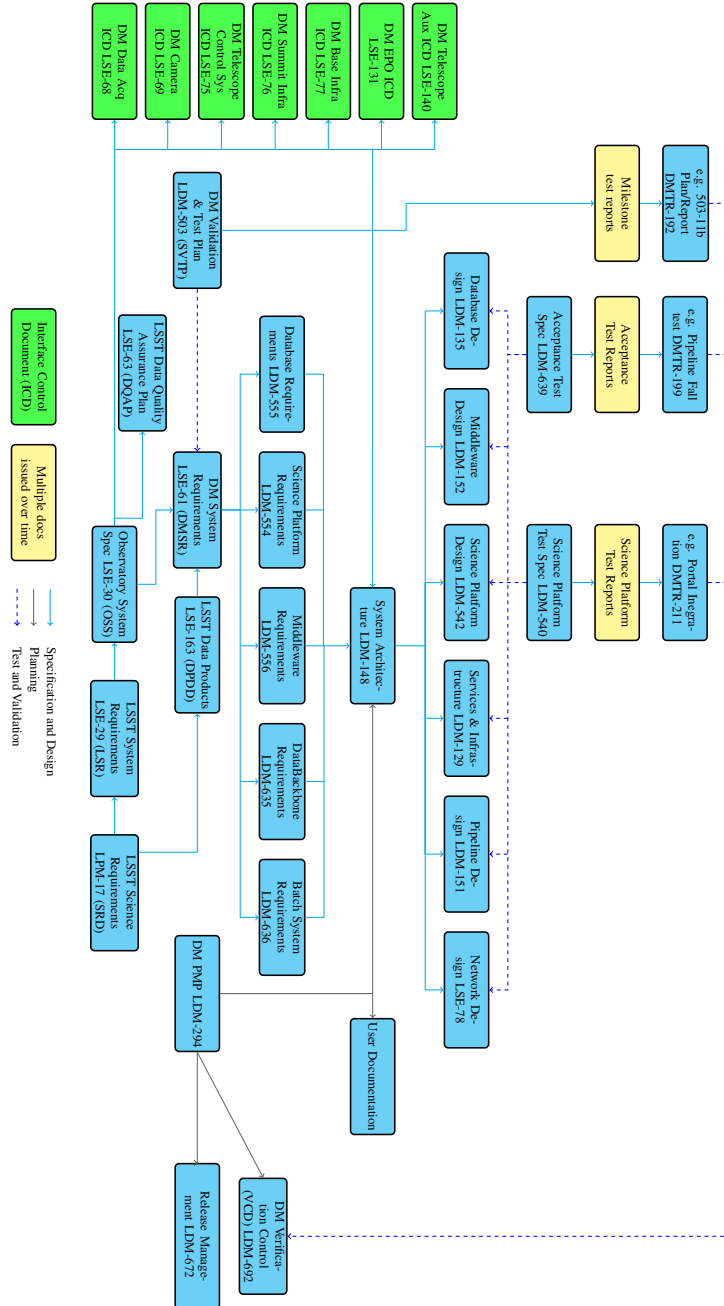 DM Data Acq
ICD LSE-68
DM Camera
ICD LSE-69
DM Telescope
Control Sys
ICD LSE-75
DM Summit Infra
ICD LSE-76
DM Base Infra
ICD LSE-77
DM EPO ICD
LSE-131
DM Telescope
Aux ICD LSE-140
DM Validation
& Test Plan
LDM-503 (SVTP)
Milestone
test reports
e.g. 503-11b
Plan/Report
DMTR-192
LSST Data Quality
Assurance Plan
LSE-63 (DQAP)
Database Require-
ments LDM-555
Database De-
sign LDM-135
Acceptance Test
Spec LDM-639
Acceptance
Test Reports
e.g. Pipeline Fall
test DMTR-199
DM System
Requirements
LSE-61 (DMSR)
Science Platform
Requirements
LDM-554
Middleware
Design LDM-152
Observatory System
Spec LSE-30 (OSS)
LSST Data Products
LSE-163 (DPDD)
Middleware
Requirements
LDM-556
System Architec-
ture LDM-148
Science Platform
Design LDM-542
Science Platform
Test Spec LDM-540
Science Platform
Test Reports
e.g. Portal Inegra-
tion DMTR-211
LSST System
Requirements
LSE-29 (LSR)
DataBackbone
Requirements
LDM-635
Services & Infras-
tructure LDM-129
LSST Science
Requirements
LPM-17 (SRD)
Batch System
Requirements
LDM-636
Pipeline De-
sign LDM-151
DM PMP LDM-294
User Documentation
Network De-
sign LSE-78
Release Manage-
ment LDM-672
DM Verifica-
tion Control
(VCD) LDM-692
Interface Control
Document (ICD)
Multiple docs
issued over time
Specification and Design
Planning
Test and Validation